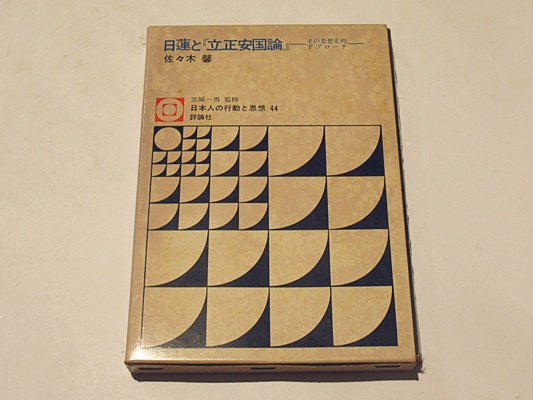 日蓮と『立正安国論』——その思想史的アプローチ——
佐々木 馨
笠原一男 監修
日本人の行動と思想 44
評論社